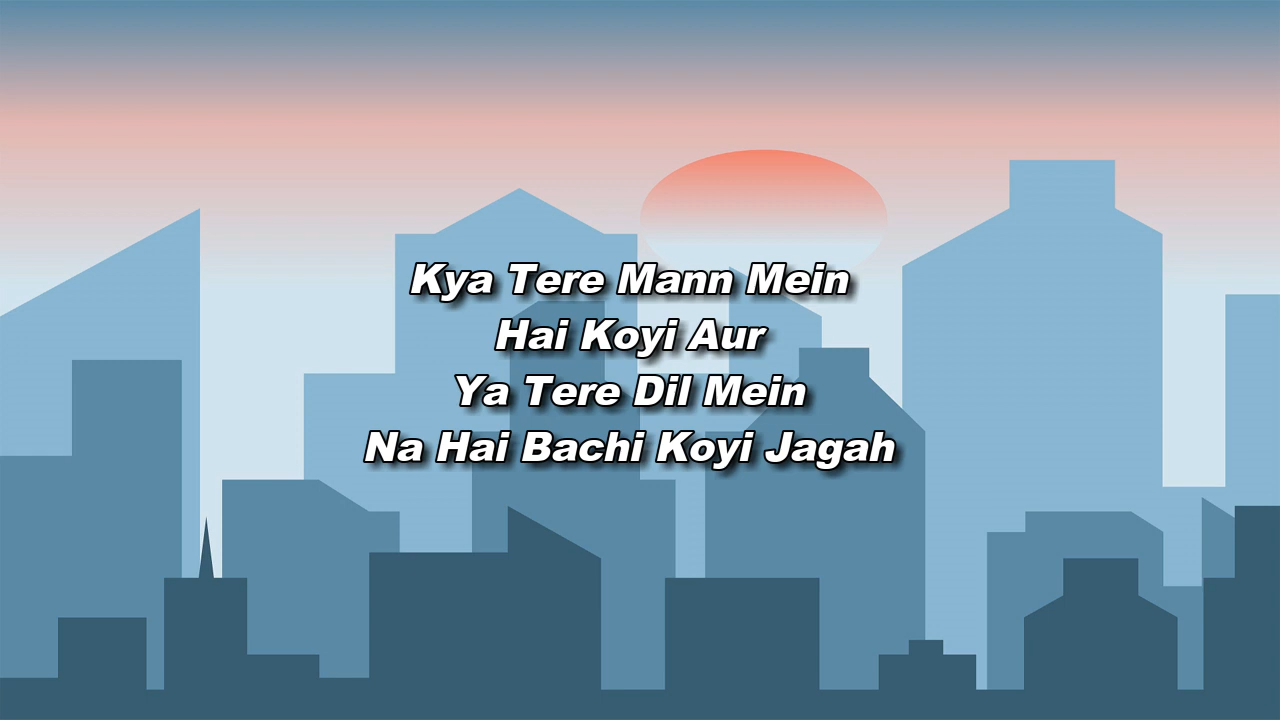 Kya Tere Mann Mein
Hai Koyi Aur
Ya Tere Dil Mein
Na Hai Bachi Koyi Jagah